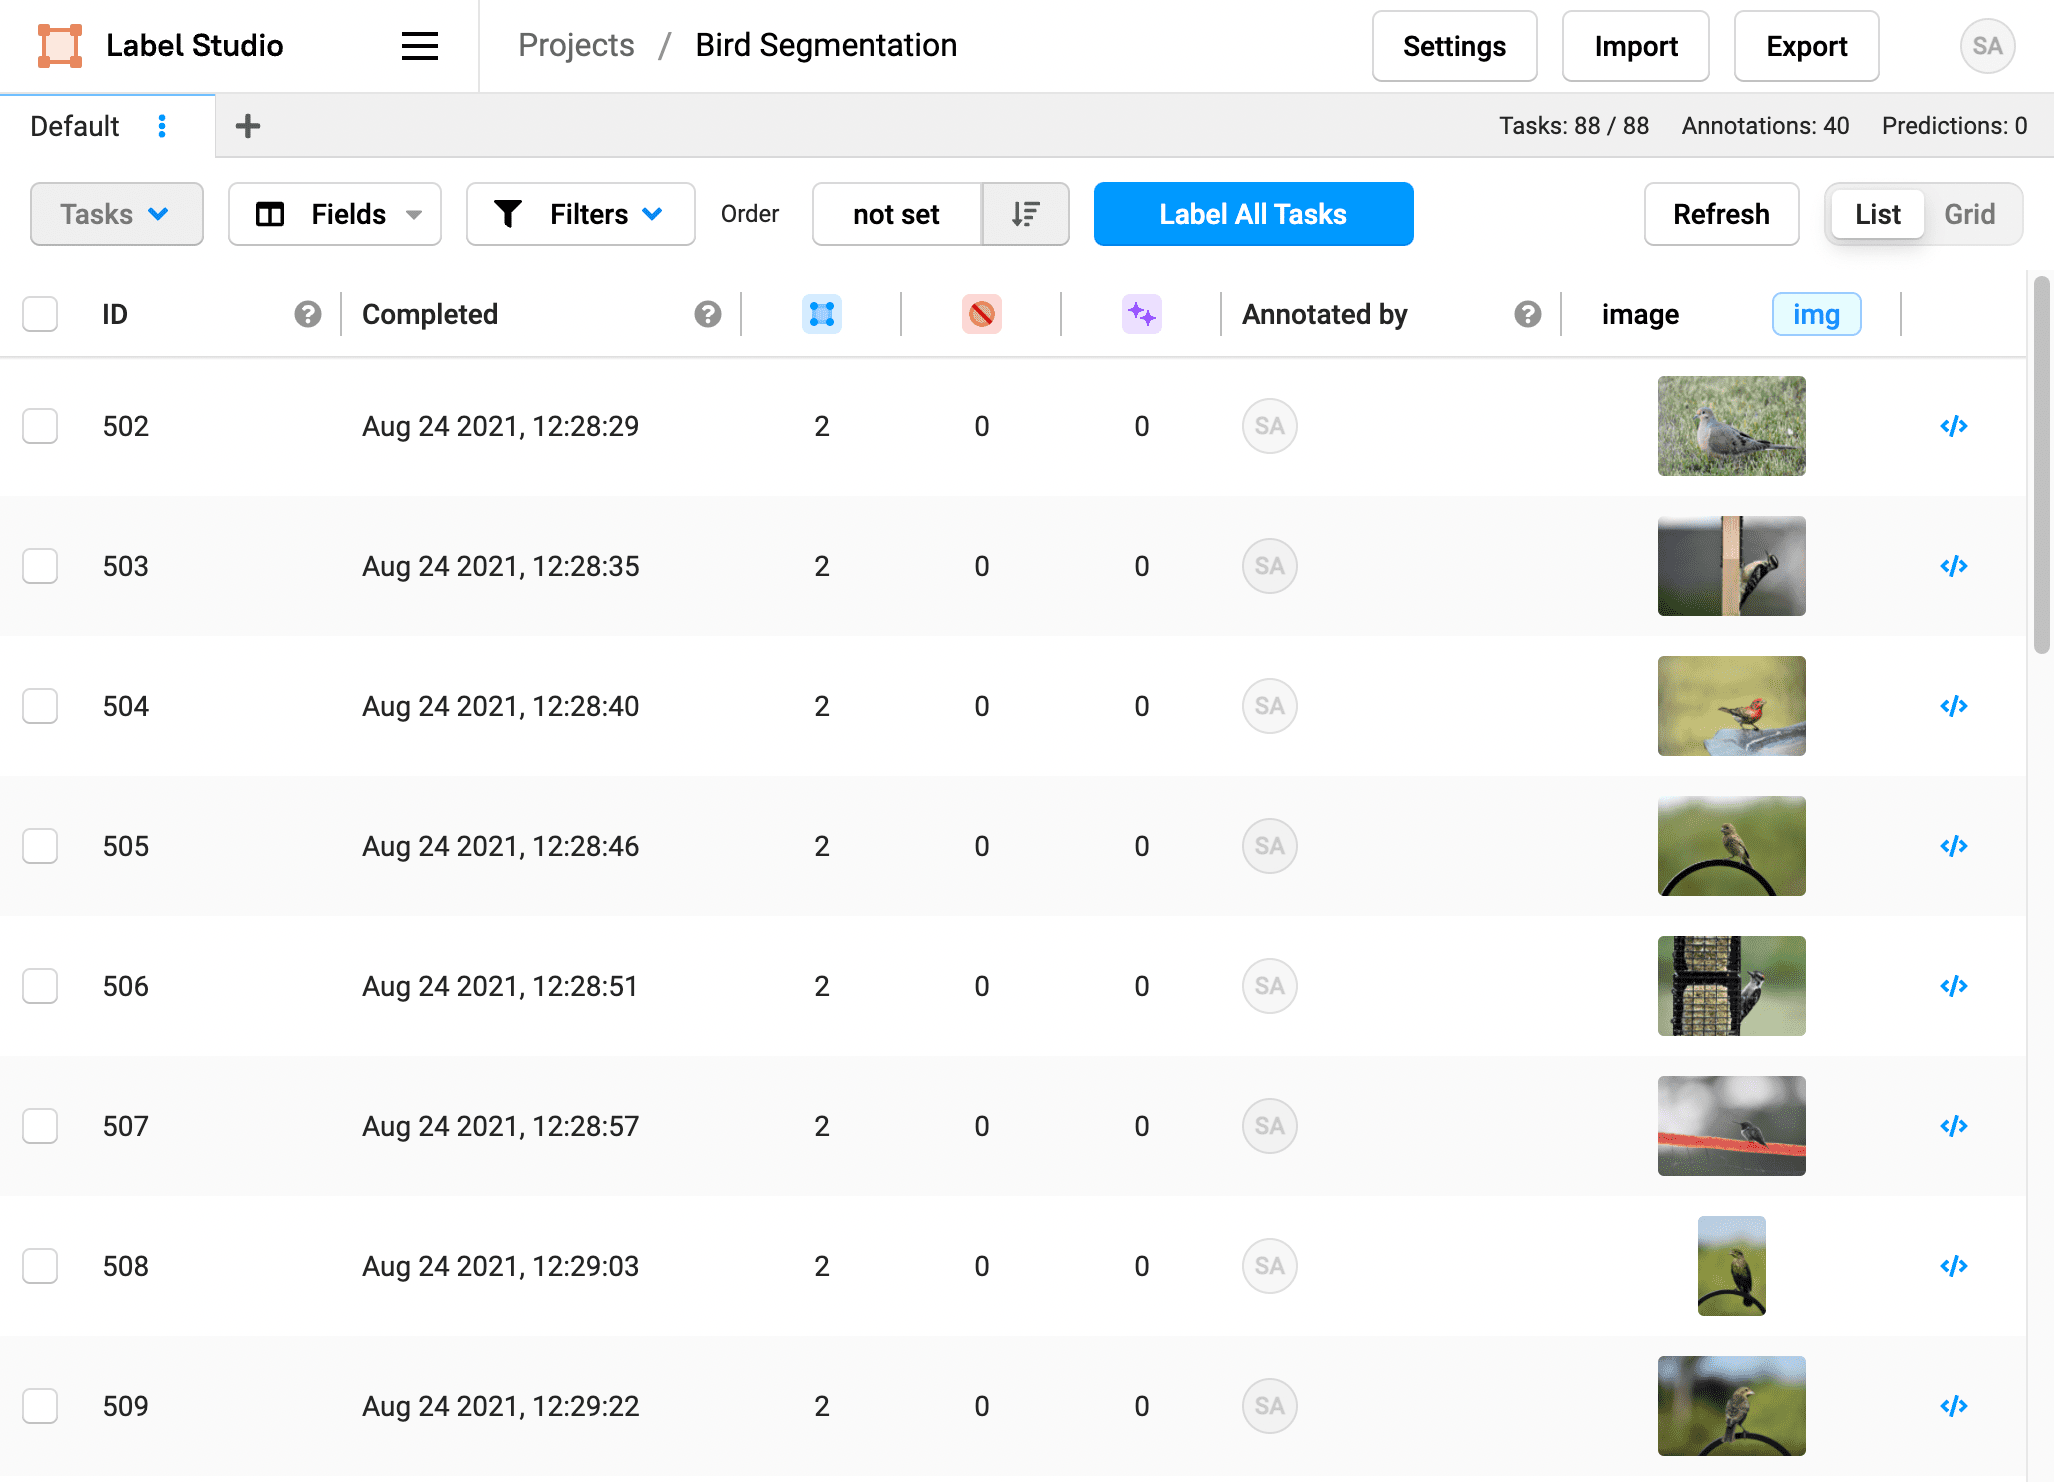 Label Studio
Projects / Bird Segmentation
Settings
Import
Export
SA
Default
Tasks: 88 / 88
Annotations: 40
Predictions: 0
Tasks
Fields
Filters
Order
not set
Label All Tasks
Refresh
List
Grid
ID
Completed
Annotated by
image
img
502 Aug 24 2021, 12:28:29 2 0 0 SA
503 Aug 24 2021, 12:28:35 2 0 0 SA
504 Aug 24 2021, 12:28:40 2 0 0 SA
505 Aug 24 2021, 12:28:46 2 0 0 SA
506 Aug 24 2021, 12:28:51 2 0 0 SA
507 Aug 24 2021, 12:28:57 2 0 0 SA
508 Aug 24 2021, 12:29:03 2 0 0 SA
509 Aug 24 2021, 12:29:22 2 0 0 SA